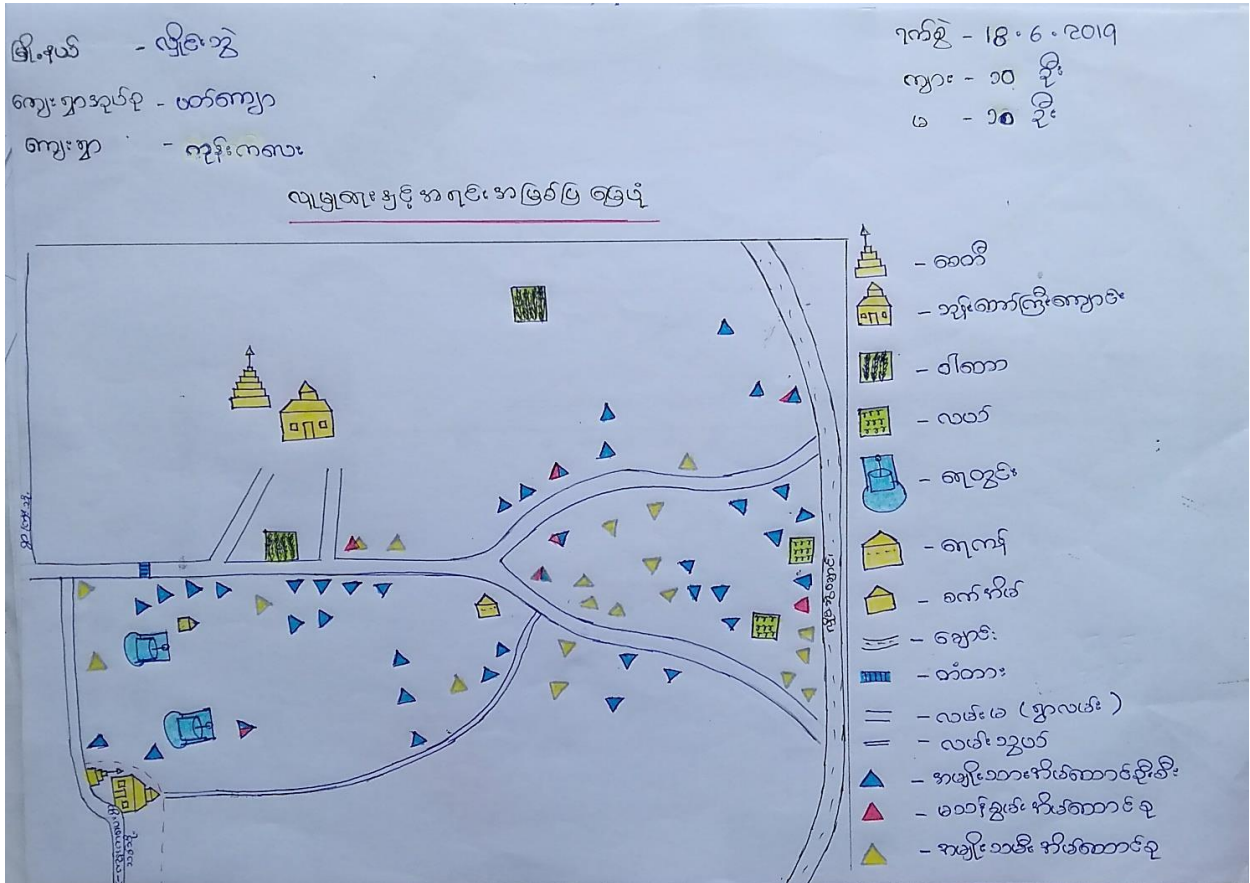 မြို့နယ် - လှိုင်းဘွဲ
ကျေးရွာအုပ်စု - ဖတ်ကျော
ကျေးရွာ - ကုန်းကလေး
ရက်စွဲ - 18.6.2019
ကျား - ၁၀ ဦး
မ - ၁၀ ဦး
လူမှုရေးနှင့်အရင်းအမြစ်ပြမြေပုံ
- စေတီ
- ဘုန်းတော်ကြီးကျောင်း
- ဝါးတော
- လယ်
- ရေတွင်း
- ရေကန်
- စက်အိမ်
- ချောင်း
- တံတား
- လမ်းမ (ရွာလမ်း)
- လမ်းသွယ်
- အမျိုးသားအိမ်ထောင်ဦးစီး
- မသန်စွမ်းအိမ်ထောင်စု
- အမျိုးသမီးအိမ်ထောင်စု